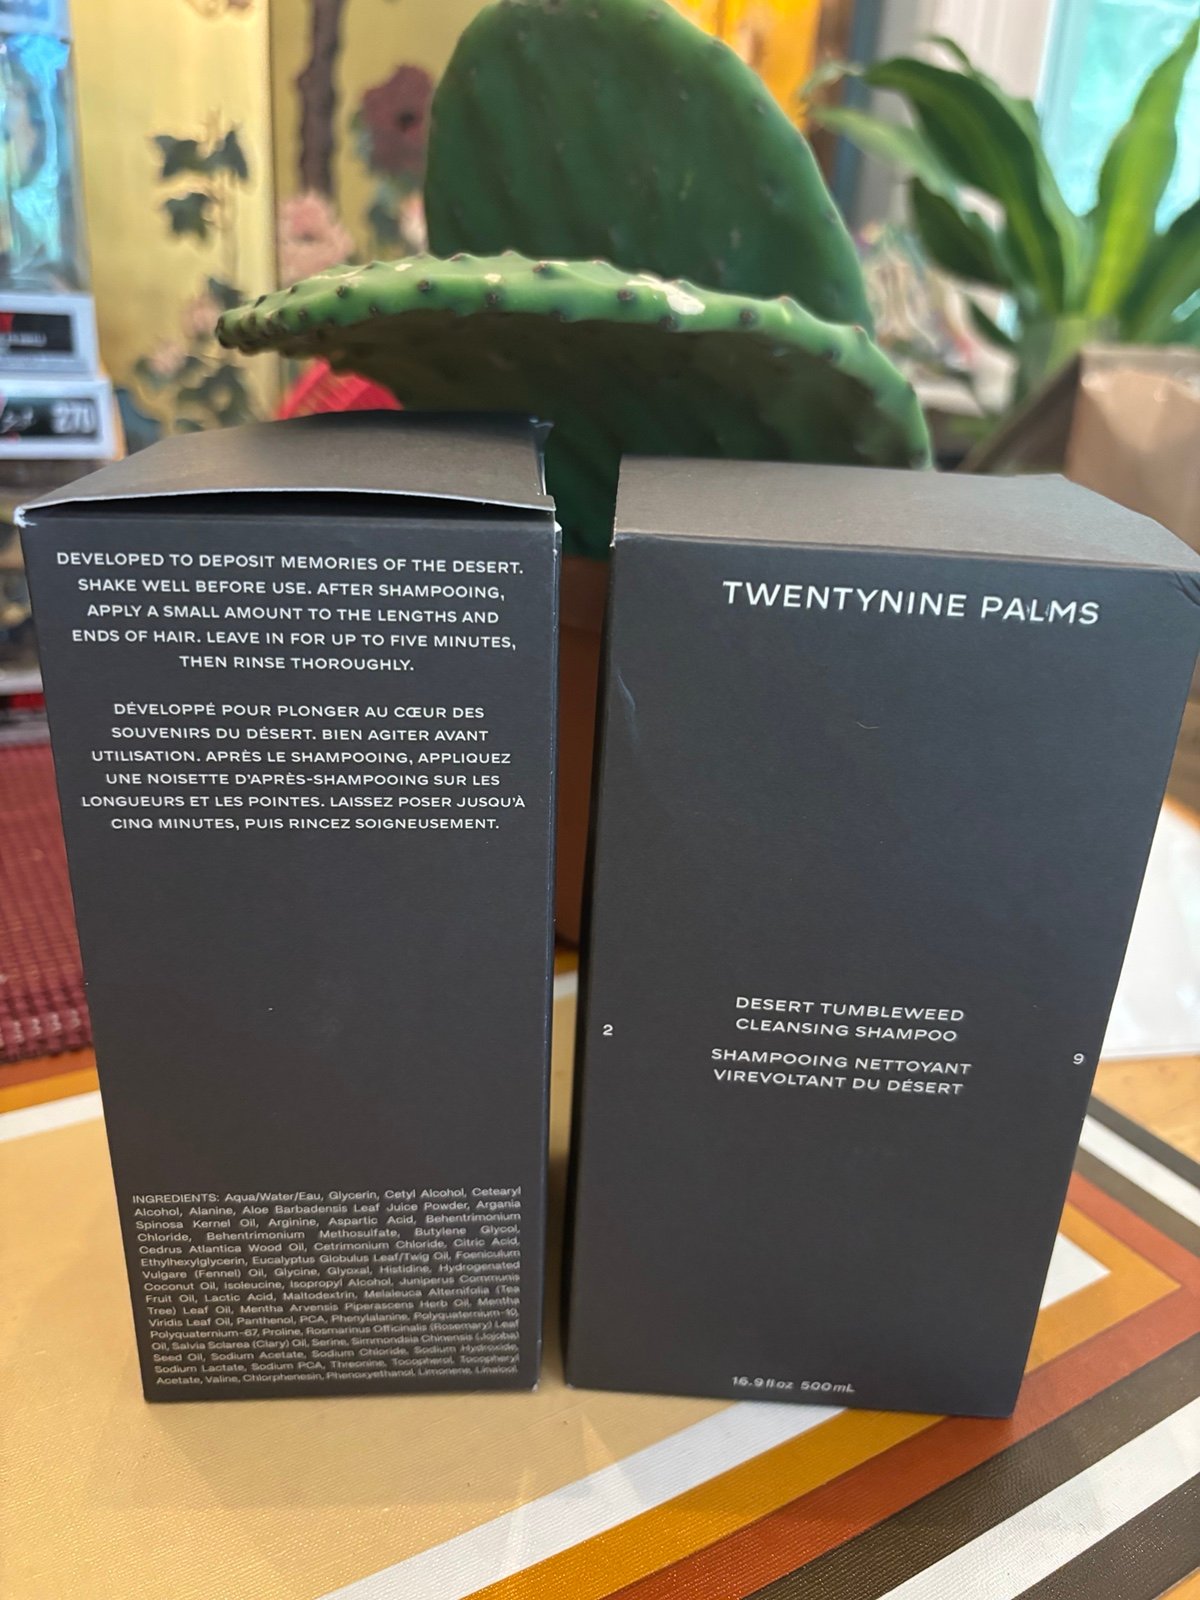 DEVELOPED TO DEPOSIT MEMORIES OF THE DESERT.
SHAKE WELL BEFORE USE. AFTER SHAMPOOING,
APPLY A SMALL AMOUNT TO THE LENGTHS AND
ENDS OF HAIR. LEAVE IN FOR UP TO FIVE MINUTES,
THEN RINSE THOROUGHLY.
DÉVELOPPÉ POUR PLONGER AU CŒUR DES
SOUVENIRS DU DÉSERT. BIEN AGITER AVANT
UTILISATION. APRÈS LE SHAMPOOING, APPLIQUEZ
UNE NOISETTE D'APRÈS-SHAMPOOING SUR LES
LONGUEURS ET LES POINTES. LAISSEZ POSER JUSQU'À
CINQ MINUTES, PUIS RINCEZ SOIGNEUSEMENT.
INGREDIENTS: Aqua/Water/Eau, Glycerin, Cetyl Alcohol, Cetearyl
Alcohol, Alanine, Aloe Barbadensis Leaf Juice Powder, Argania
Spinosa Kernel Oil, Arginine, Aspartic Acid, Behentrimonium
Chloride, Behentrimonium Methosulfate, Butylene Glycol,
Cedrus Atlantica Wood Oil, Cetrimonium Chloride, Citric Acid,
Ethylhexylglycerin, Eucalyptus Globulus Leaf/Twig Oil, Foeniculum
Vulgare (Fennel) Oil, Glycine, Glyoxal, Histidine, Hydrogenated
Coconut Oil, Isoleucine, Isopropyl Alcohol, Juniperus Communis
Fruit Oil, Lactic Acid, Maltodextrin, Melaleuca Alternifolia (Tea
Tree) Leaf Oil, Mentha Arvensis Piperascens Herb Oil, Mentha
Viridis Leaf Oil, Panthenol, PCA, Phenylalanine, Polyquaternium-10,
Polyquaternium-67, Proline, Rosmarinus Officinalis (Rosemary) Leaf
Oil, Salvia Sclarea (Clary) Oil, Serine, Simmondsia Chinensis (Jojoba)
Seed Oil, Sodium Acetate, Sodium Chloride, Sodium Hydroxide,
Sodium Lactate, Sodium PCA, Threonine, Tocopherol, Tocopheryl
Acetate, Valine, Chlorphenesin, Phenoxyethanol, Limonene, Linalool.
TWENTYNINE PALMS
DESERT TUMBLEWEED
CLEANSING SHAMPOO
2
9
SHAMPOOING NETTOYANT
VIREVOLTANT DU DÉSERT
16.9 fl oz 500mL
270